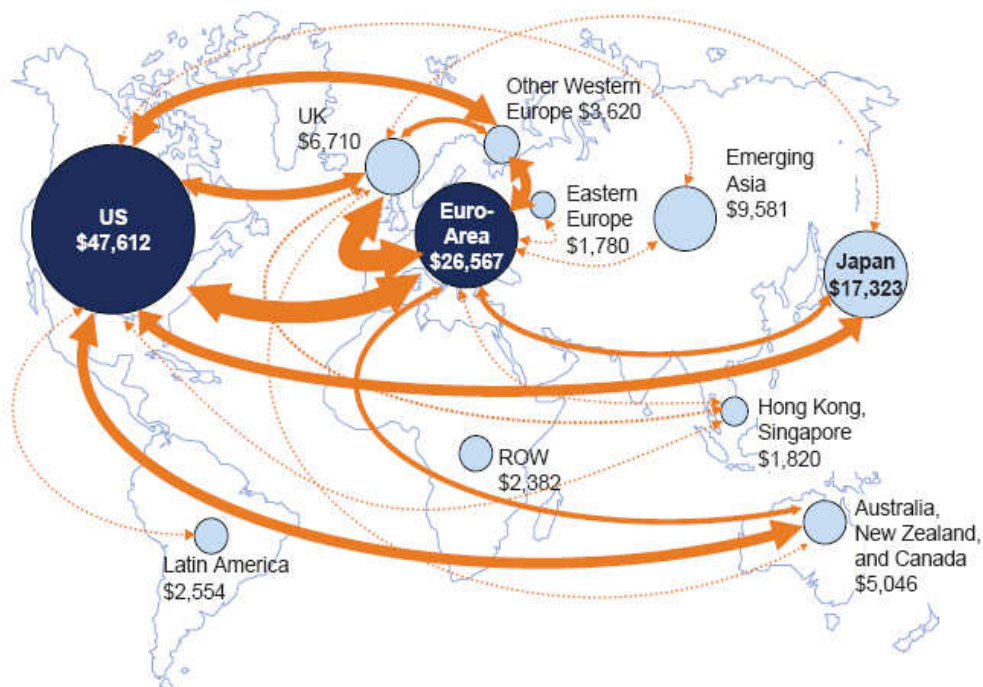 Other Western
Europe $3,620
UK
$6,710
Emerging
Asia
$9,581
US
$47,612
Euro-
Area
$26,567
Eastern
Europe
$1,780
Japan
$17,323
Hong Kong,
Singapore
$1,820
ROW
$2,382
Australia,
New Zealand,
and Canada
$5,046
Latin America
$2,554